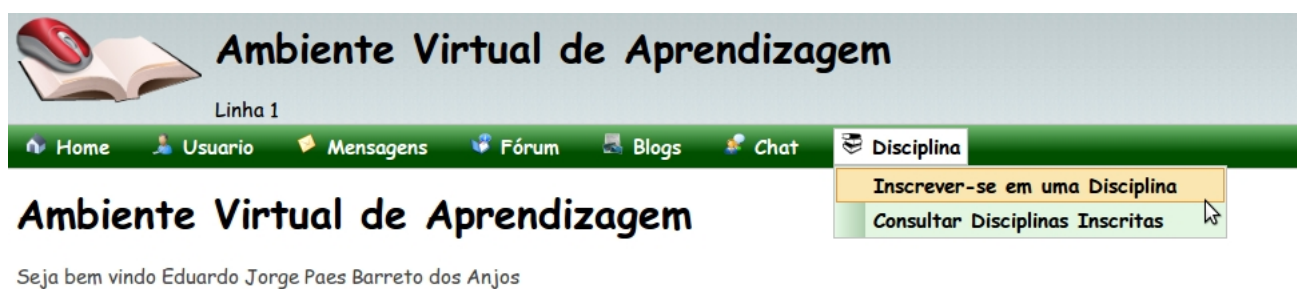 Ambiente Virtual de Aprendizagem
Linha 1
Home Usuario Mensagens Fórum Blogs Chat Disciplina
Inscrever-se em uma Disciplina
Consultar Disciplinas Inscritas
Ambiente Virtual de Aprendizagem
Seja bem vindo Eduardo Jorge Paes Barreto dos Anjos